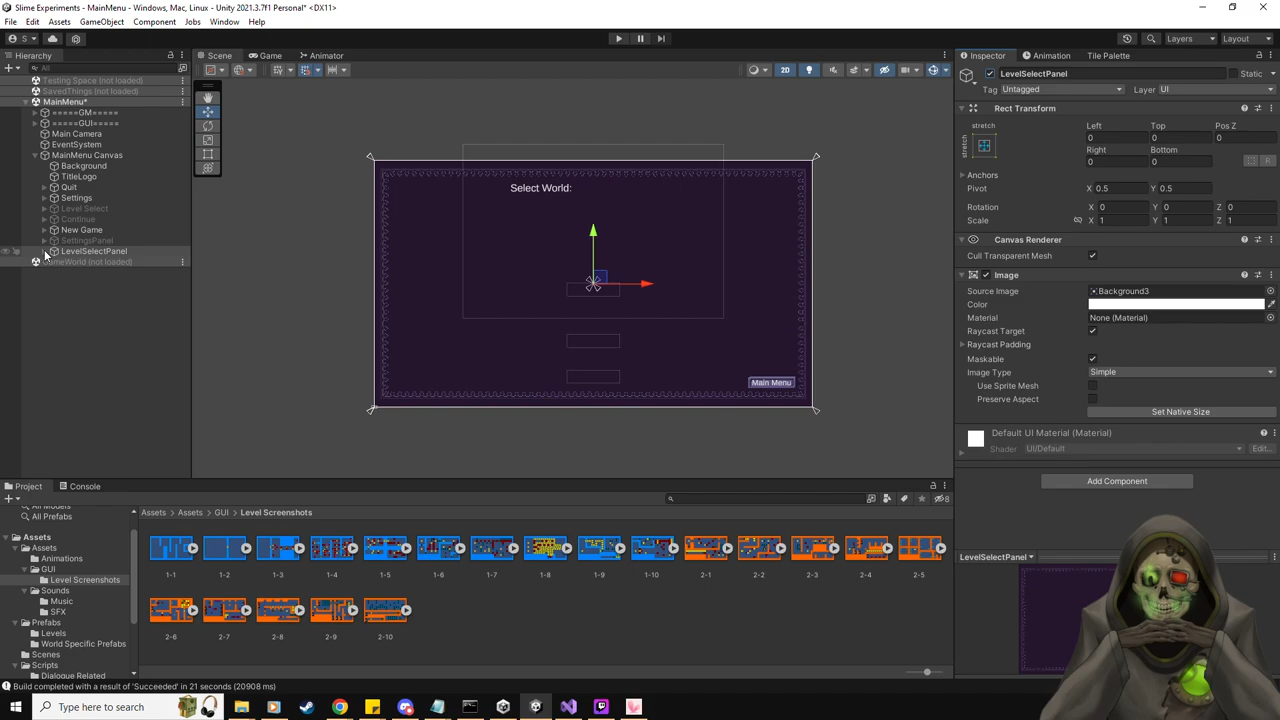 Slime Experiments - MainMenu - Windows, Mac, Linux - Unity 2021.3.7f1 Personal* <DX11>
File Edit Assets GameObject Component Jobs Window Help
S Layers Layout
Hierarchy
All
Testing Space (not loaded)
SavedThings (not loaded)
MainMenu*
=====GM=====
=====GUI=====
Main Camera
EventSystem
MainMenu Canvas
Background
TitleLogo
Quit
Settings
Level Select
Continue
New Game
SettingsPanel
LevelSelectPanel
GameWorld (not loaded)
Scene Game Animator
2D
Select World:
Main Menu
Inspector Animation Tile Palette
LevelSelectPanel Static
Tag Untagged Layer UI
Rect Transform
stretch Left Top Pos Z
stretch 0 0 0
Right Bottom
0 0 R
Anchors
Pivot X 0.5 Y 0.5
Rotation X 0 Y 0 Z 0
Scale X 1 Y 1 Z 1
Canvas Renderer
Cull Transparent Mesh
Image
Source Image Background3
Color
Material None (Material)
Raycast Target
Raycast Padding
Maskable
Image Type Simple
Use Sprite Mesh
Preserve Aspect
Set Native Size
Default UI Material (Material)
Shader UI/Default Edit...
Add Component
LevelSelectPanel
Project Console
8
All Models
All Prefabs
Assets
Assets
Animations
GUI
Level Screenshots
Sounds
Music
SFX
Prefabs
Levels
World Specific Prefabs
Scenes
Scripts
Dialogue Related
Assets > Assets > GUI > Level Screenshots
1-1 1-2 1-3 1-4 1-5 1-6 1-7 1-8 1-9 1-10 2-1 2-2 2-3 2-4 2-5
2-6 2-7 2-8 2-9 2-10
Build completed with a result of 'Succeeded' in 21 seconds (20908 ms)
Type here to search